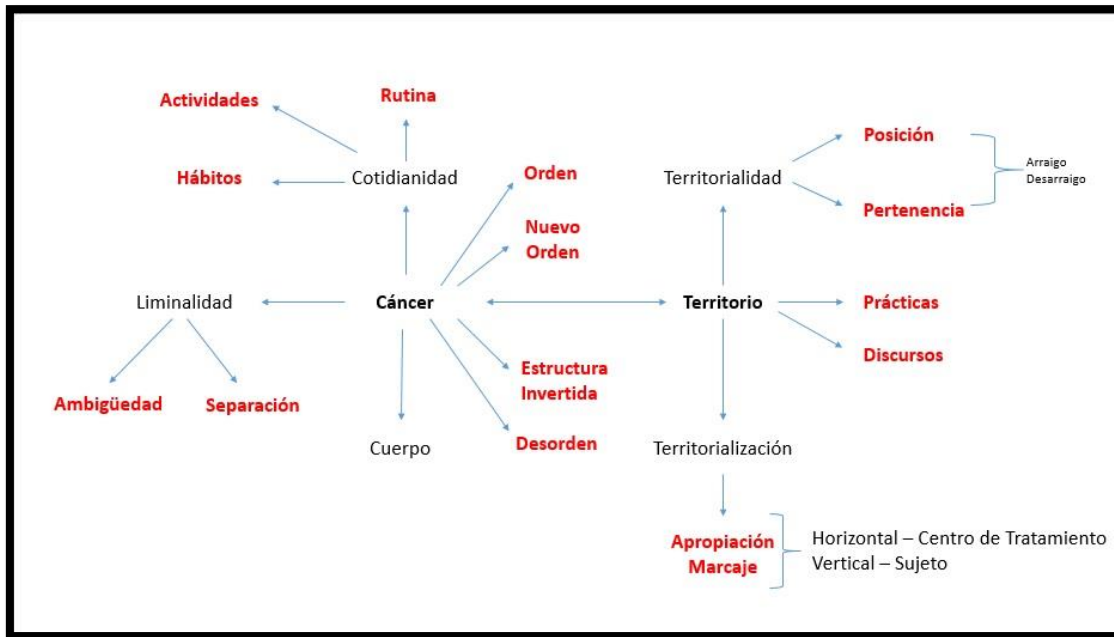 Actividades
Rutina
Hábitos
Cotidianidad
Orden
Nuevo
Orden
Liminalidad
Cáncer
Ambigüedad
Separación
Estructura
Invertida
Cuerpo
Desorden
Territorialidad
Posición
Pertenencia
Arraigo
Desarraigo
Territorio
Prácticas
Discursos
Territorialización
Apropiación
Marcaje
Horizontal – Centro de Tratamiento
Vertical – Sujeto